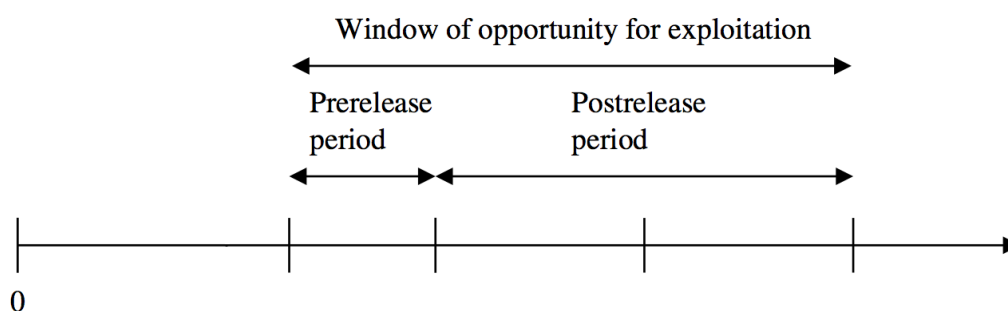 Window of opportunity for exploitation
Prerelease
period
Postrelease
period
0